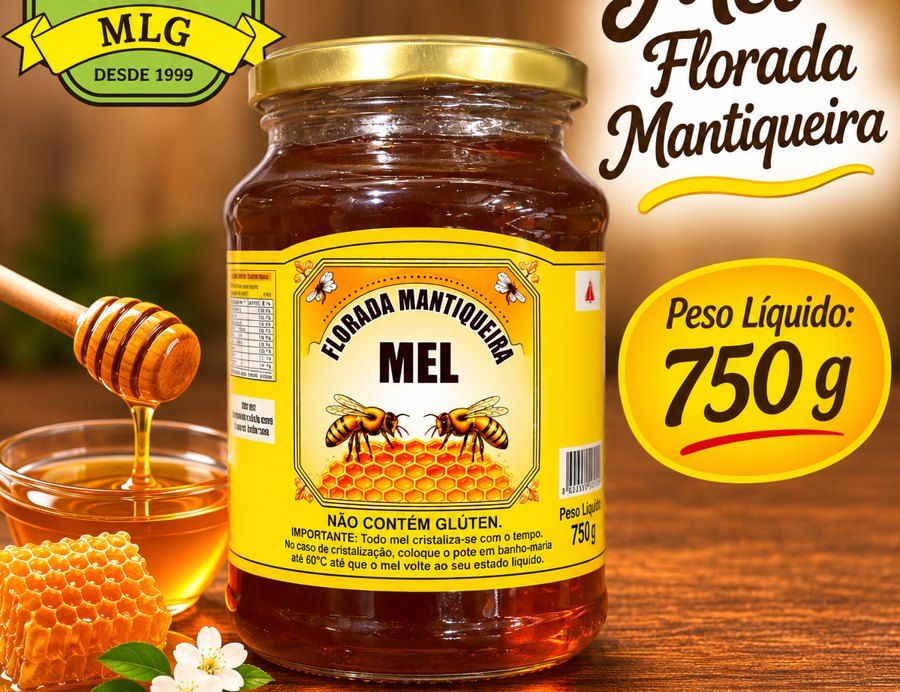 MLG
DESDE 1999
Mel
Florada
Mantiqueira
FLORADA MANTIQUEIRA
MEL
NÃO CONTÉM GLÚTEN.
IMPORTANTE: Todo mel cristaliza-se com o tempo.
No caso de cristalização, coloque o pote em banho-maria
até 60°C até que o mel volte ao seu estado líquido.
Peso Líquido
750 g
Peso Líquido:
750 g